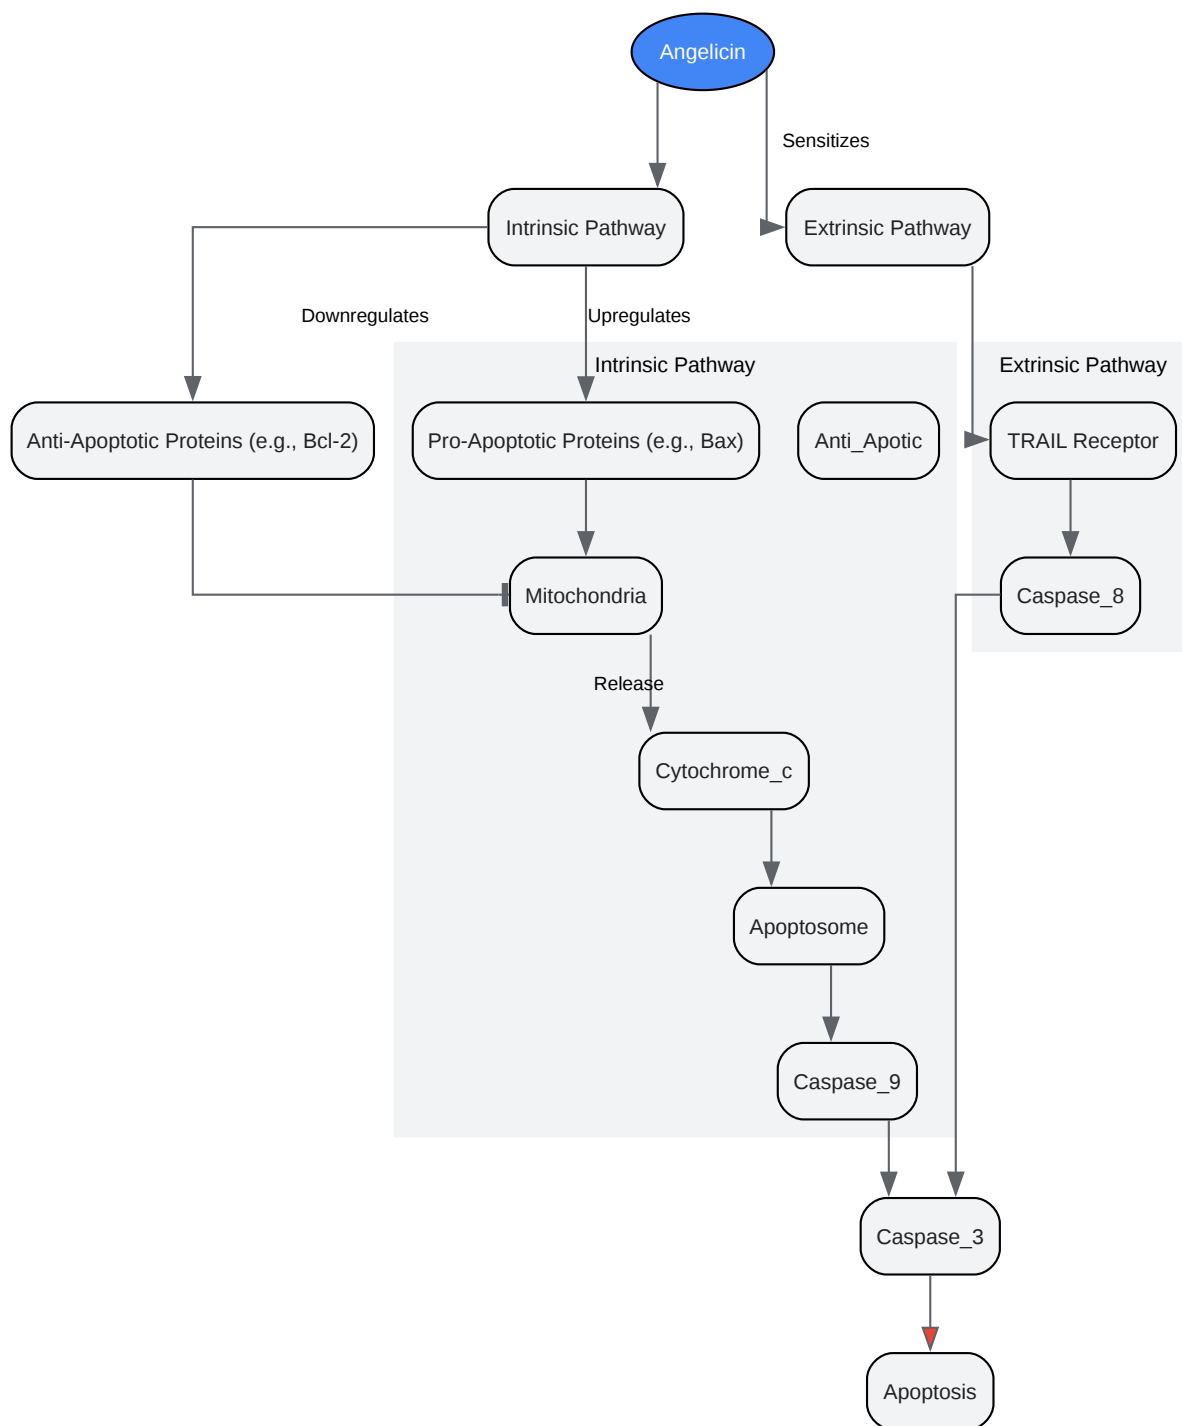 Angelicin
Sensitizes
Intrinsic Pathway
Extrinsic Pathway
Downregulates
Upregulates
Intrinsic Pathway
Extrinsic Pathway
Anti-Apoptotic Proteins (e.g., Bcl-2)
Pro-Apoptotic Proteins (e.g., Bax)
Anti_Apotic
TRAIL Receptor
Mitochondria
Caspase_8
Release
Cytochrome_c
Apoptosome
Caspase_9
Caspase_3
Apoptosis